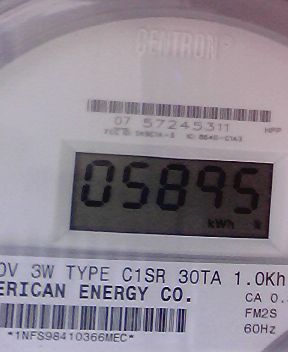 CENTRON
07 57245311
05895
kWh
0V 3W TYPE C1SR 30TA 1.0Kh
ERICAN ENERGY CO.
CA 0.
FM2S
60Hz
*1NFS98410366MEC*